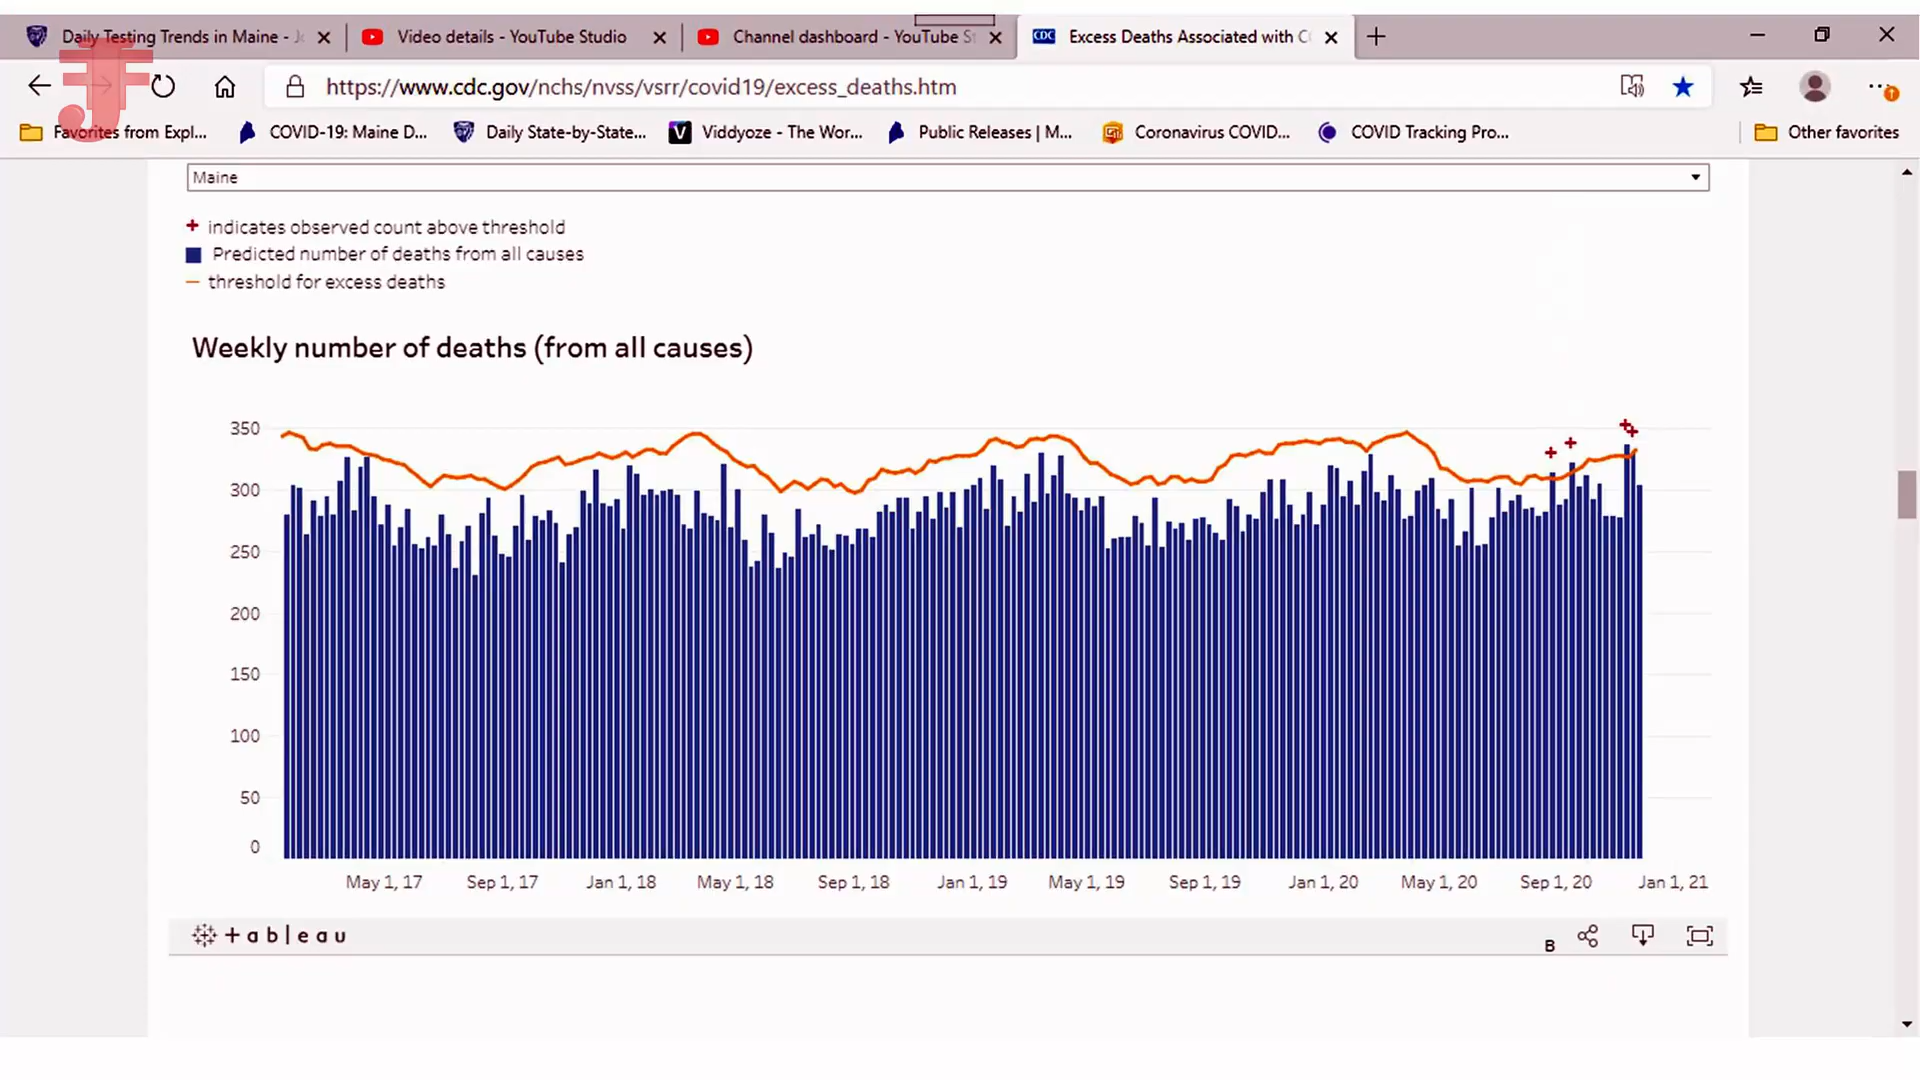 Daily Testing Trends in Maine - Jo
Video details - YouTube Studio
Channel dashboard - YouTube St
CDC Excess Deaths Associated with CO
https://www.cdc.gov/nchs/nvss/vsrr/covid19/excess_deaths.htm
Favorites from Expl... COVID-19: Maine D... Daily State-by-State... V Viddyoze - The Wor... Public Releases | M... Coronavirus COVID... COVID Tracking Pro... Other favorites
Maine
+ indicates observed count above threshold
Predicted number of deaths from all causes
threshold for excess deaths
Weekly number of deaths (from all causes)
350
300
250
200
150
100
50
0
May 1, 17 Sep 1, 17 Jan 1, 18 May 1, 18 Sep 1, 18 Jan 1, 19 May 1, 19 Sep 1, 19 Jan 1, 20 May 1, 20 Sep 1, 20 Jan 1, 21
+ a b | e a u
B